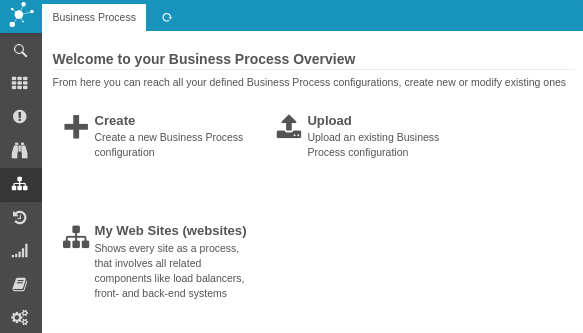 Business Process
Welcome to your Business Process Overview
From here you can reach all your defined Business Process configurations, create new or modify existing ones
Create
Create a new Business Process
configuration
Upload
Upload an existing Business
Process configuration
My Web Sites (websites)
Shows every site as a process,
that involves all related
components like load balancers,
front- and back-end systems